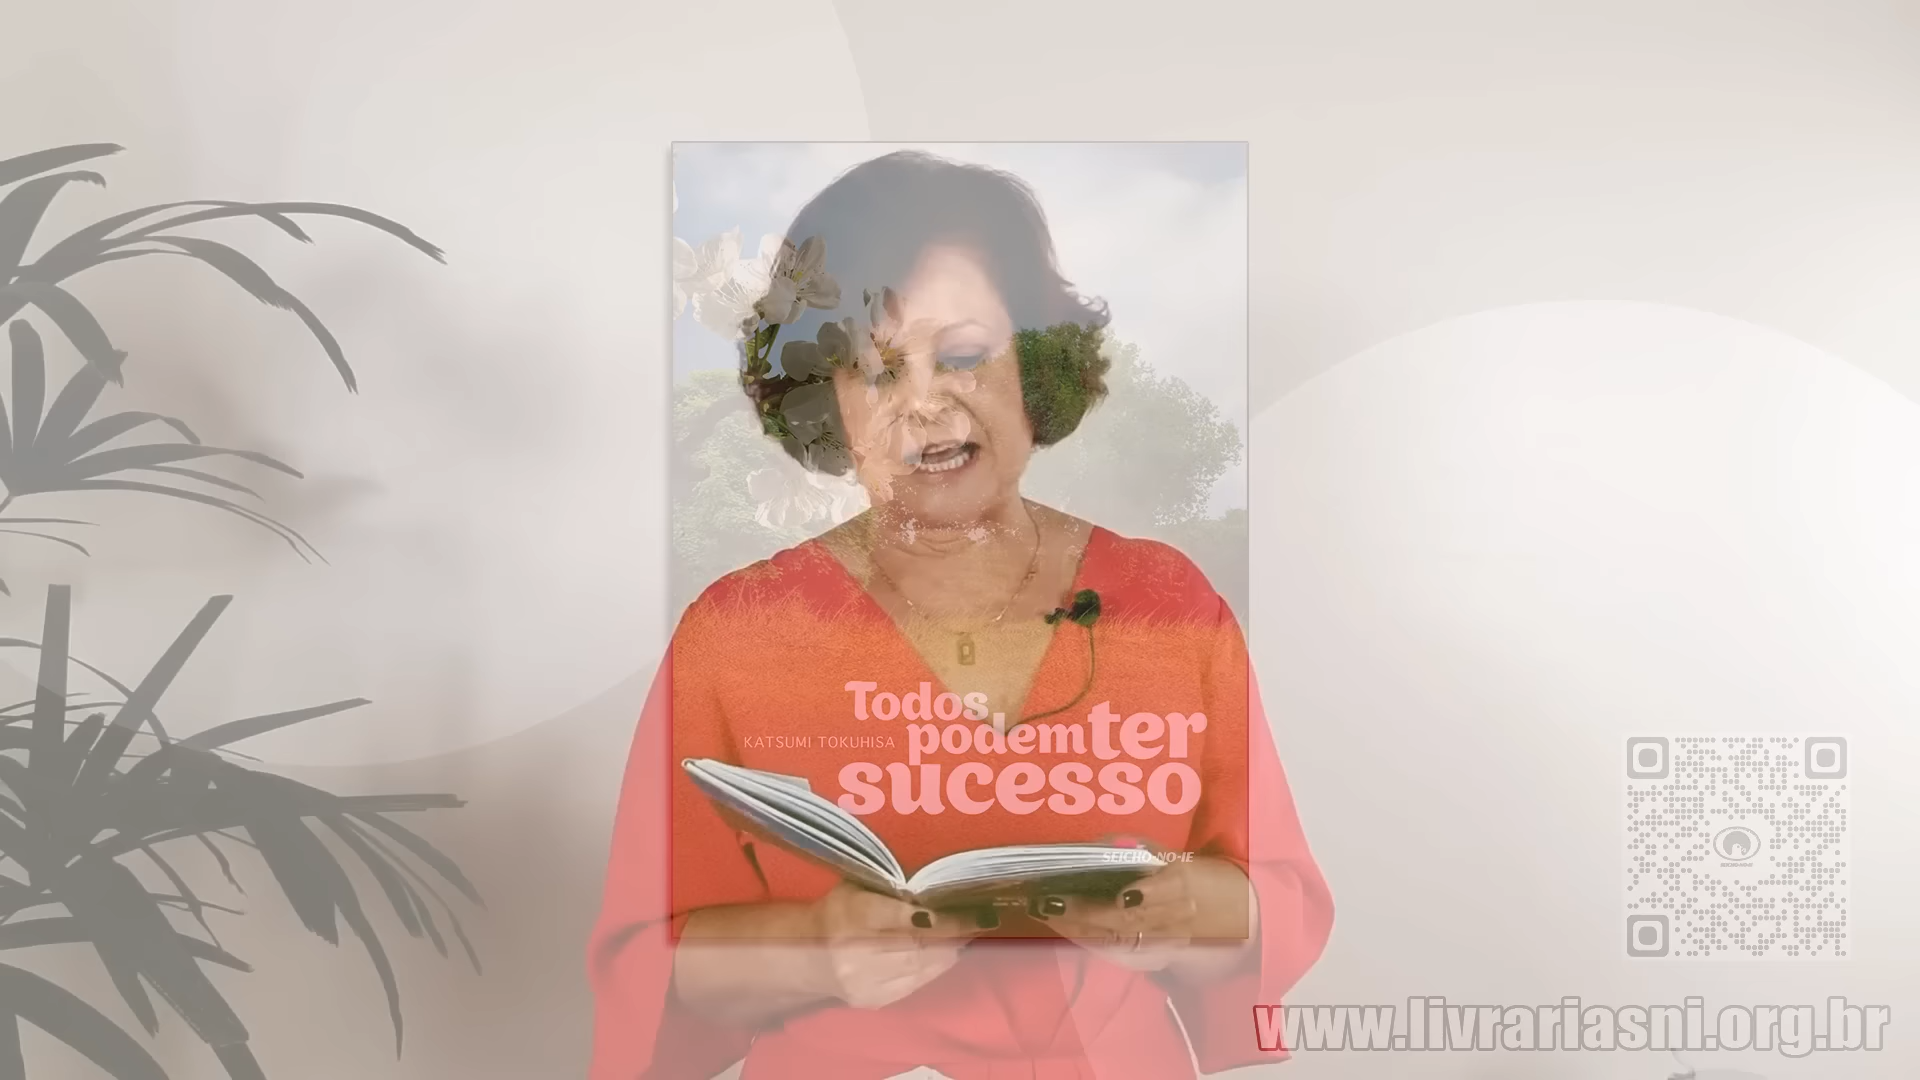 Todos
podem ter
KATSUMI TOKUHISA
sucesso
SEICHO-NO-IE
www.livrariasni.org.br